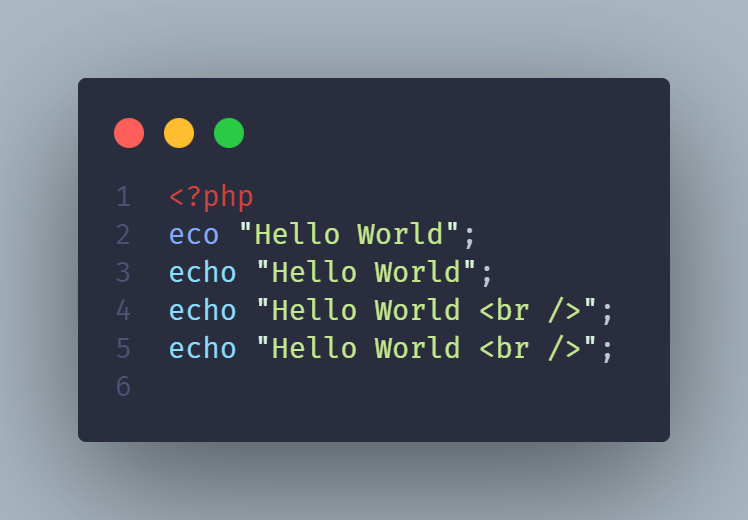 1 <?php
2 eco "Hello World";
3 echo "Hello World";
4 echo "Hello World <br />";
5 echo "Hello World <br />";
6